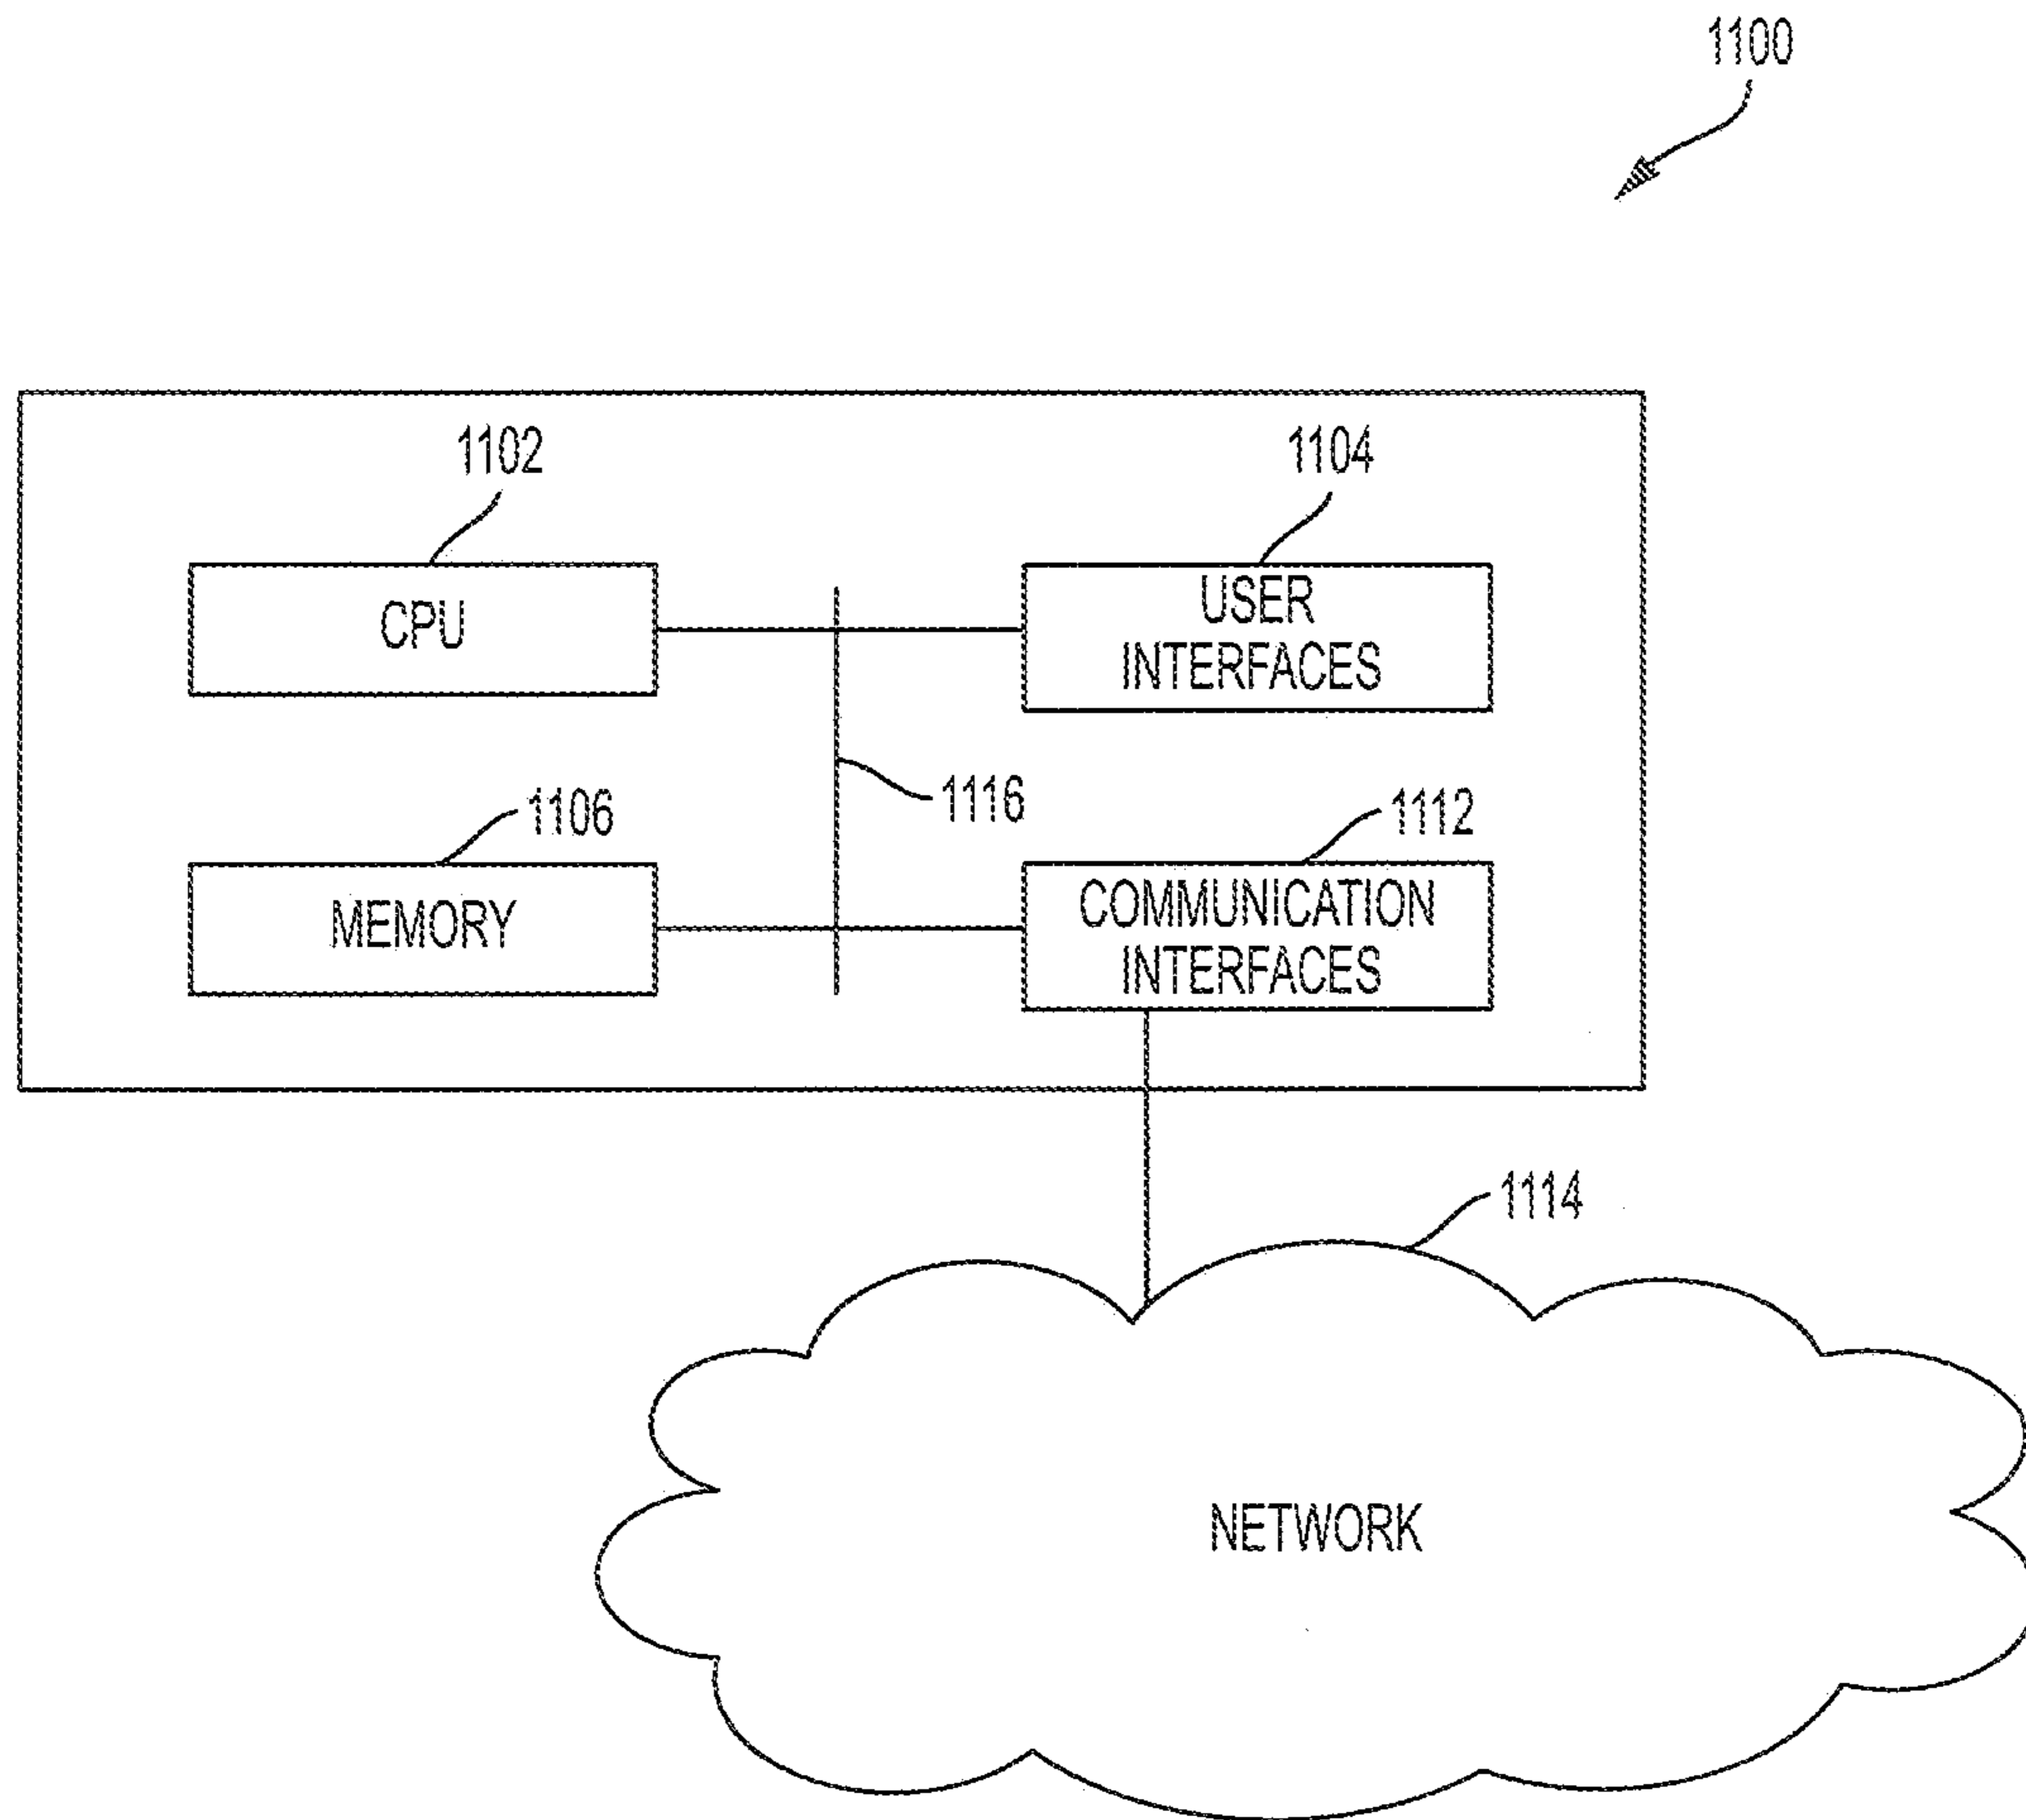 1100
1102
1104
CPU
USER
INTERFACES
1116
1106
1112
MEMORY
COMMUNICATION
INTERFACES
1114
NETWORK